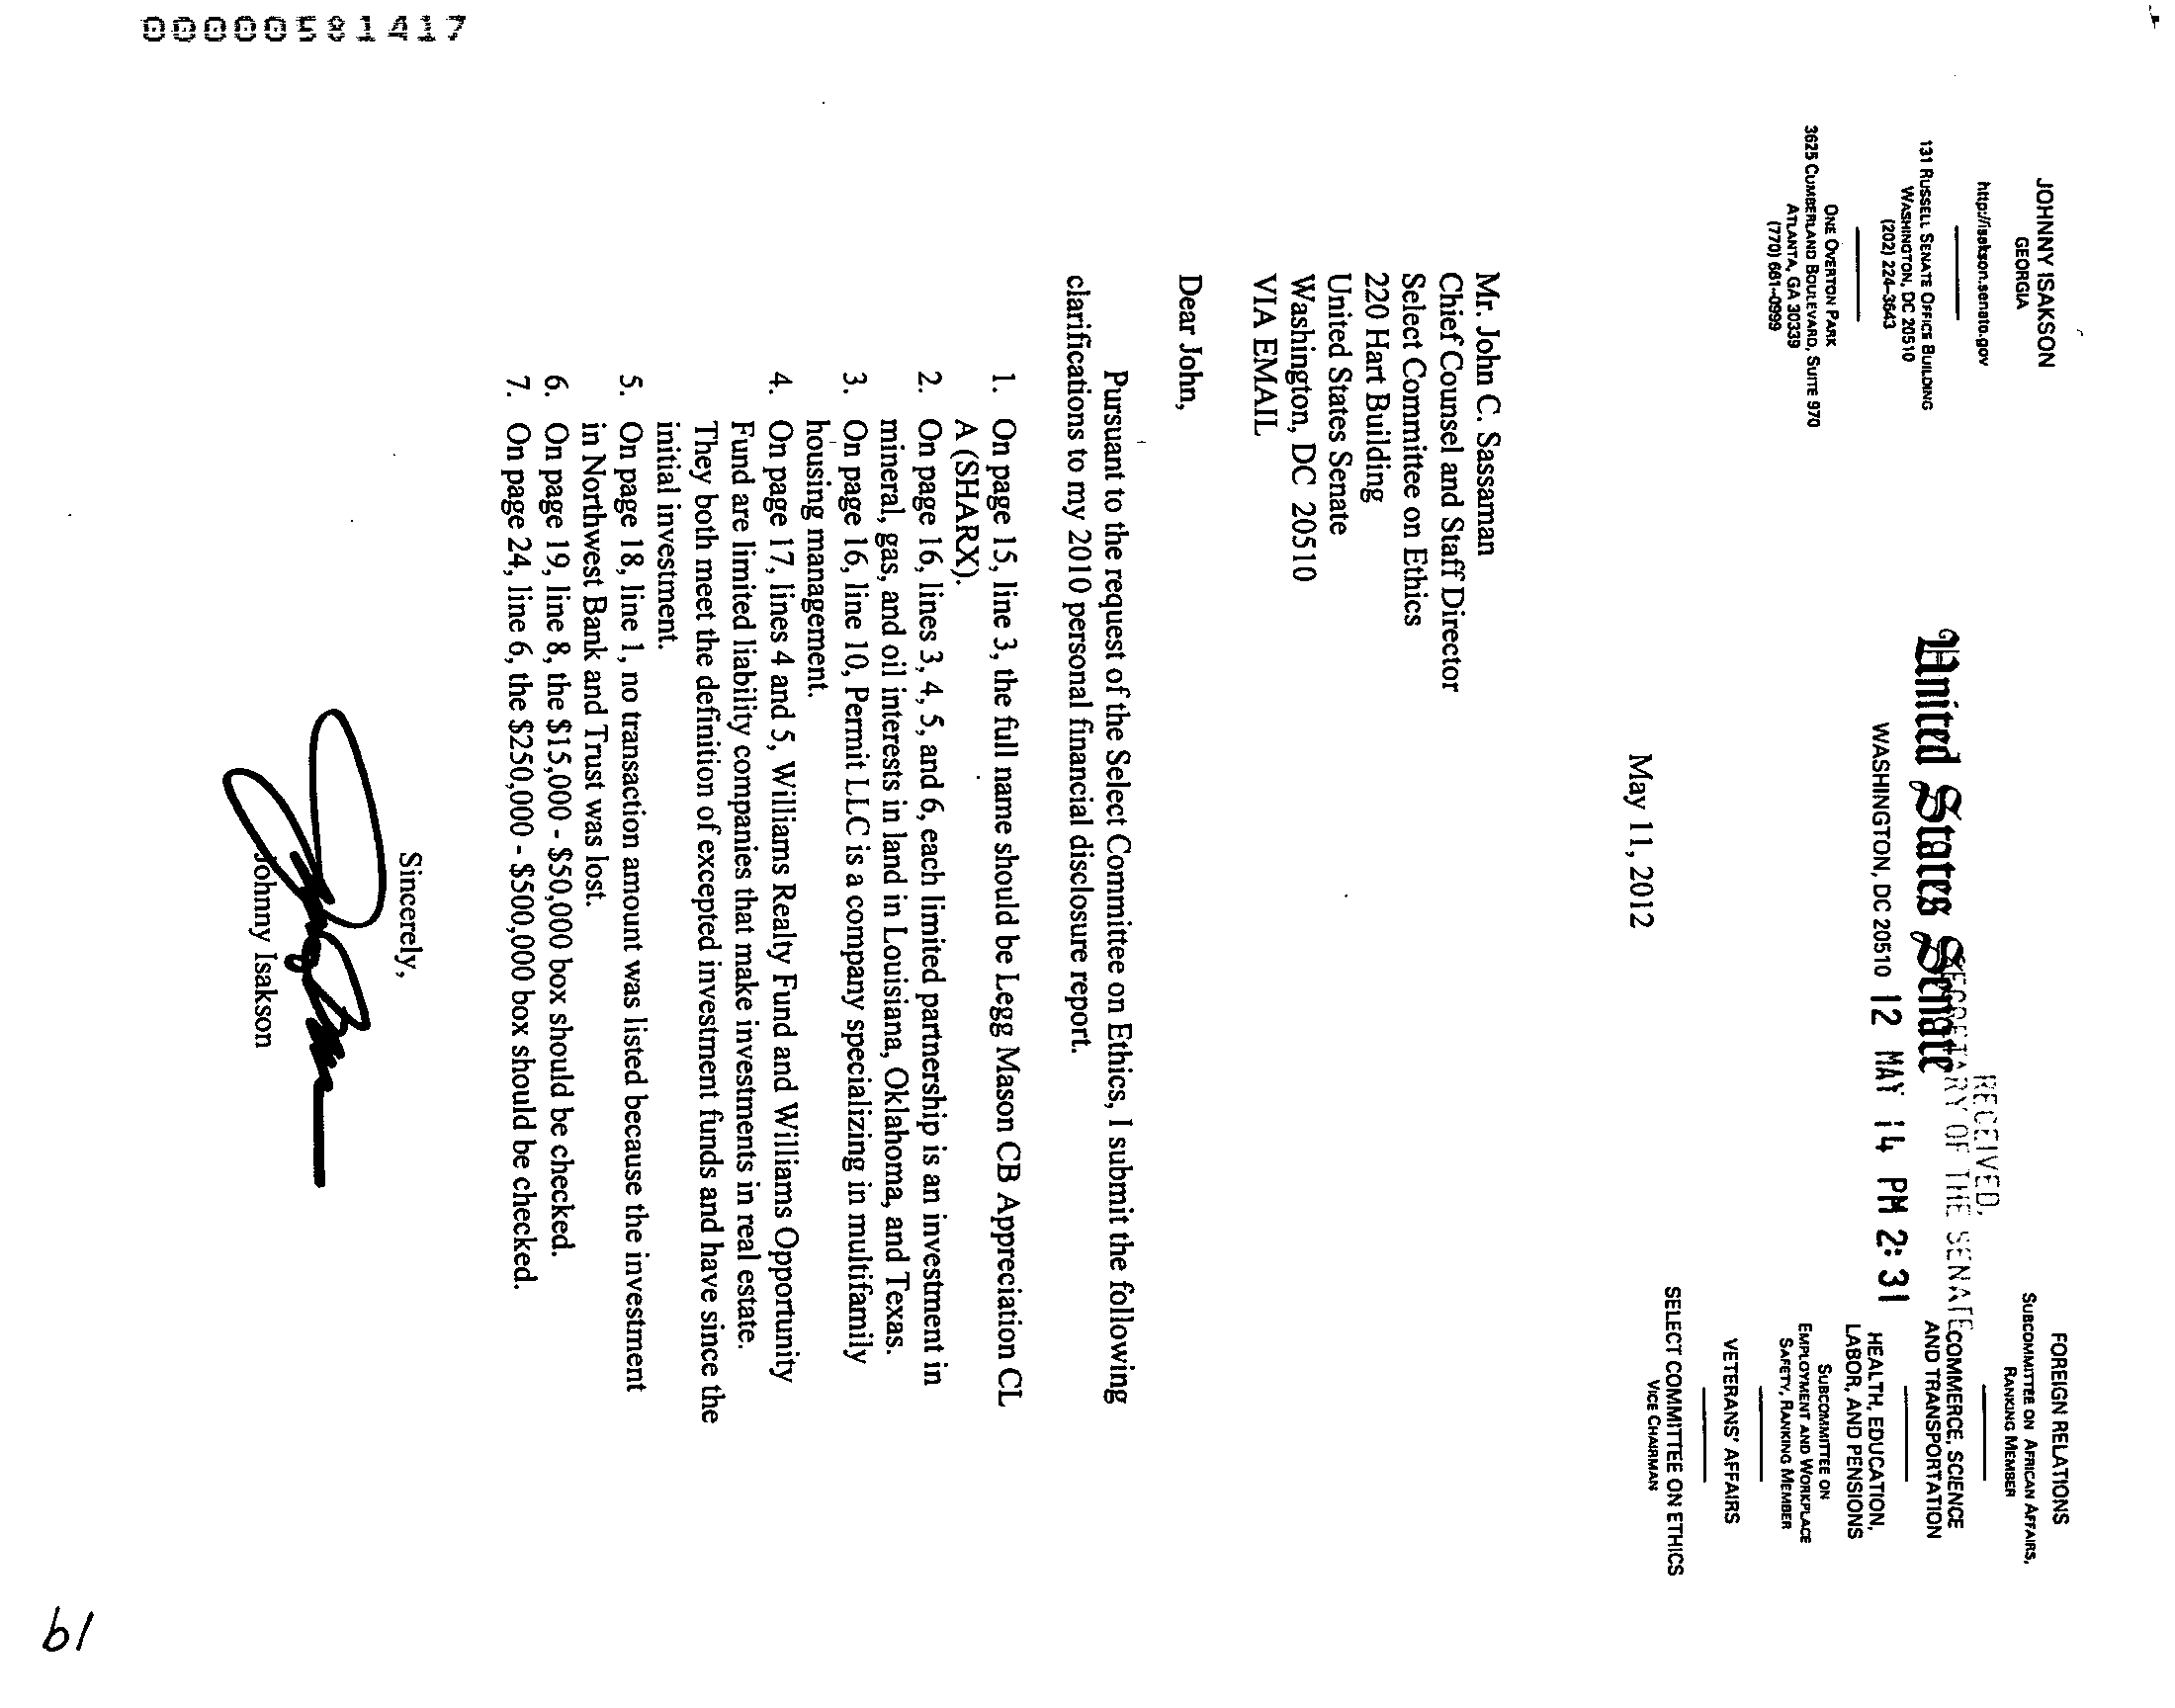 00000581417
JOHNNY ISAKSON
GEORGIA
http://isakson.senate.gov
131 RUSSELL SENATE OFFICE BUILDING
WASHINGTON, DC 20510
(202) 224–3643
ONE OVERTON PARK
3625 CUMBERLAND BOULEVARD, SUITE 970
ATLANTA, GA 30339
(770) 661–0999
United States Senate
WASHINGTON, DC 20510
RECEIVED
SECRETARY OF THE SENATE
12 MAY 14 PM 2:31
FOREIGN RELATIONS
SUBCOMMITTEE ON AFRICAN AFFAIRS,
RANKING MEMBER
COMMERCE, SCIENCE
AND TRANSPORTATION
HEALTH, EDUCATION,
LABOR, AND PENSIONS
SUBCOMMITTEE ON
EMPLOYMENT AND WORKPLACE
SAFETY, RANKING MEMBER
VETERANS' AFFAIRS
SELECT COMMITTEE ON ETHICS
VICE CHAIRMAN
May 11, 2012
Mr. John C. Sassaman
Chief Counsel and Staff Director
Select Committee on Ethics
220 Hart Building
United States Senate
Washington, DC 20510
VIA EMAIL
Dear John,
Pursuant to the request of the Select Committee on Ethics, I submit the following
clarifications to my 2010 personal financial disclosure report.
1. On page 15, line 3, the full name should be Legg Mason CB Appreciation CL
A (SHARX).
2. On page 16, lines 3, 4, 5, and 6, each limited partnership is an investment in
mineral, gas, and oil interests in land in Louisiana, Oklahoma, and Texas.
3. On page 16, line 10, Permit LLC is a company specializing in multifamily
housing management.
4. On page 17, lines 4 and 5, Williams Realty Fund and Williams Opportunity
Fund are limited liability companies that make investments in real estate.
They both meet the definition of excepted investment funds and have since the
initial investment.
5. On page 18, line 1, no transaction amount was listed because the investment
in Northwest Bank and Trust was lost.
6. On page 19, line 8, the $15,000 - $50,000 box should be checked.
7. On page 24, line 6, the $250,000 - $500,000 box should be checked.
Sincerely,
Johnny Isakson
19